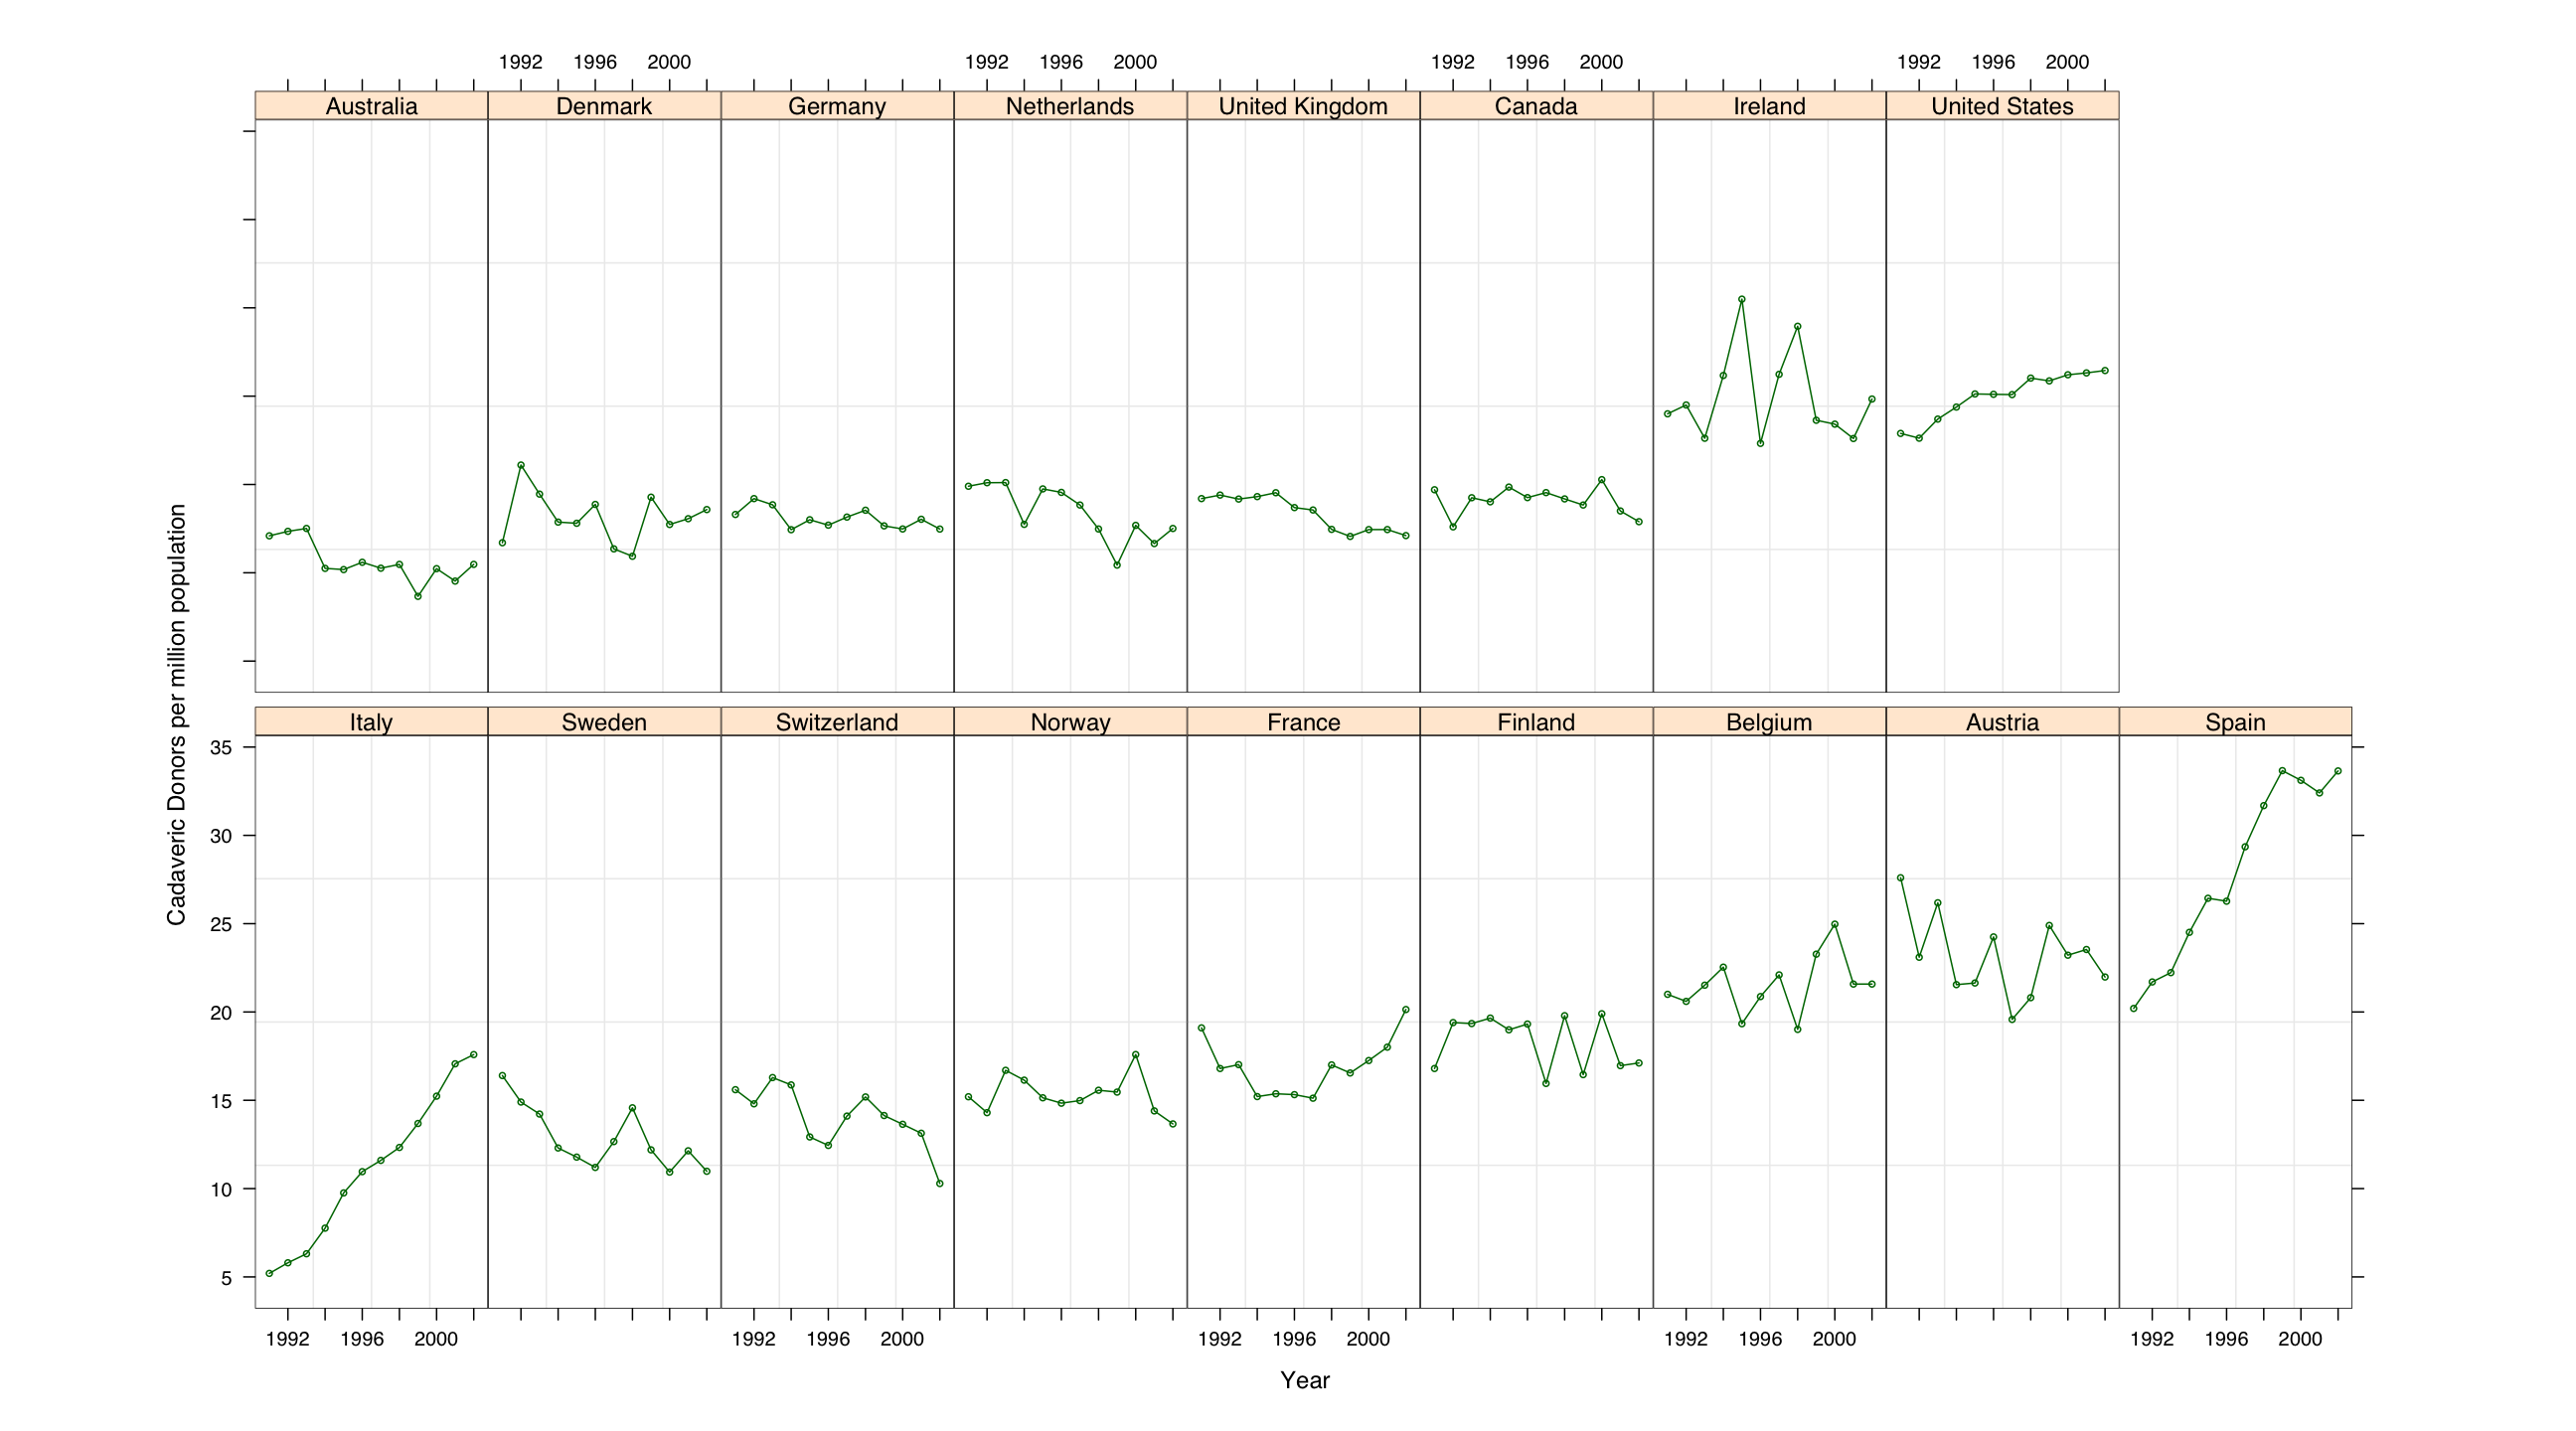 1992 1996 2000 1992 1996 2000 1992 1996 2000 1992 1996 2000
Australia Denmark Germany Netherlands United Kingdom Canada Ireland United States
Cadaveric Donors per million population
Italy Sweden Switzerland Norway France Finland Belgium Austria Spain
35
30
25
20
15
10
5
1992 1996 2000 1992 1996 2000 1992 1996 2000 1992 1996 2000 1992 1996 2000
Year